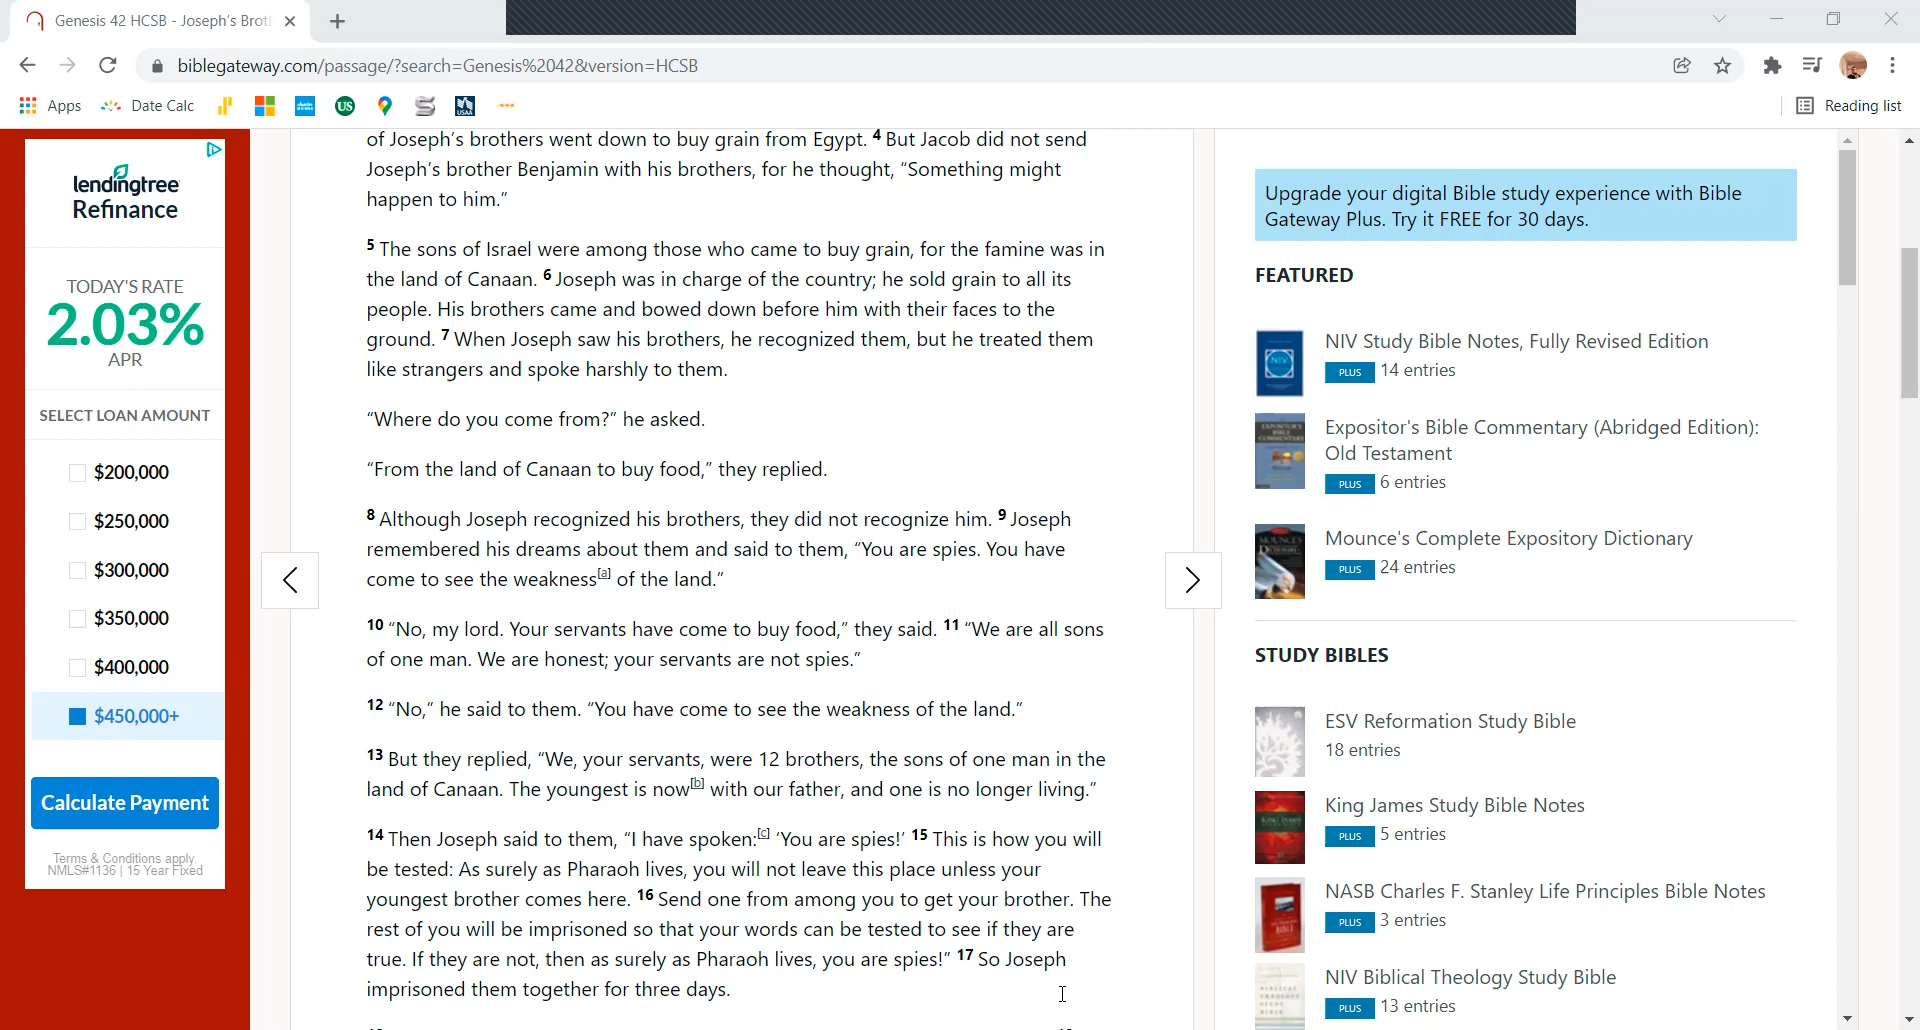 Genesis 42 HCSB - Joseph's Brot
biblegateway.com/passage/?search=Genesis%2042&version=HCSB
Apps
Date Calc
US
USAA
Reading list
lendingtree
Refinance
TODAY'S RATE
2.03%
APR
SELECT LOAN AMOUNT
$200,000
$250,000
$300,000
$350,000
$400,000
$450,000+
Calculate Payment
Terms & Conditions apply.
NMLS#1136 | 15 Year Fixed
of Joseph's brothers went down to buy grain from Egypt. 4 But Jacob did not send
Joseph's brother Benjamin with his brothers, for he thought, “Something might
happen to him.”
5 The sons of Israel were among those who came to buy grain, for the famine was in
the land of Canaan. 6 Joseph was in charge of the country; he sold grain to all its
people. His brothers came and bowed down before him with their faces to the
ground. 7 When Joseph saw his brothers, he recognized them, but he treated them
like strangers and spoke harshly to them.
“Where do you come from?” he asked.
“From the land of Canaan to buy food,” they replied.
8 Although Joseph recognized his brothers, they did not recognize him. 9 Joseph
remembered his dreams about them and said to them, “You are spies. You have
come to see the weakness[a] of the land.”
10 “No, my lord. Your servants have come to buy food,” they said. 11 “We are all sons
of one man. We are honest; your servants are not spies.”
12 “No,” he said to them. “You have come to see the weakness of the land.”
13 But they replied, “We, your servants, were 12 brothers, the sons of one man in the
land of Canaan. The youngest is now[b] with our father, and one is no longer living.”
14 Then Joseph said to them, “I have spoken:[c] ‘You are spies!’ 15 This is how you will
be tested: As surely as Pharaoh lives, you will not leave this place unless your
youngest brother comes here. 16 Send one from among you to get your brother. The
rest of you will be imprisoned so that your words can be tested to see if they are
true. If they are not, then as surely as Pharaoh lives, you are spies!” 17 So Joseph
imprisoned them together for three days.
Upgrade your digital Bible study experience with Bible
Gateway Plus. Try it FREE for 30 days.
FEATURED
NIV
NIV Study Bible Notes, Fully Revised Edition
PLUS 14 entries
Expositor's Bible Commentary (Abridged Edition):
Old Testament
PLUS 6 entries
Mounce's Complete Expository Dictionary
PLUS 24 entries
STUDY BIBLES
ESV Reformation Study Bible
18 entries
King James Study Bible Notes
PLUS 5 entries
NASB Charles F. Stanley Life Principles Bible Notes
PLUS 3 entries
NIV Biblical Theology Study Bible
PLUS 13 entries